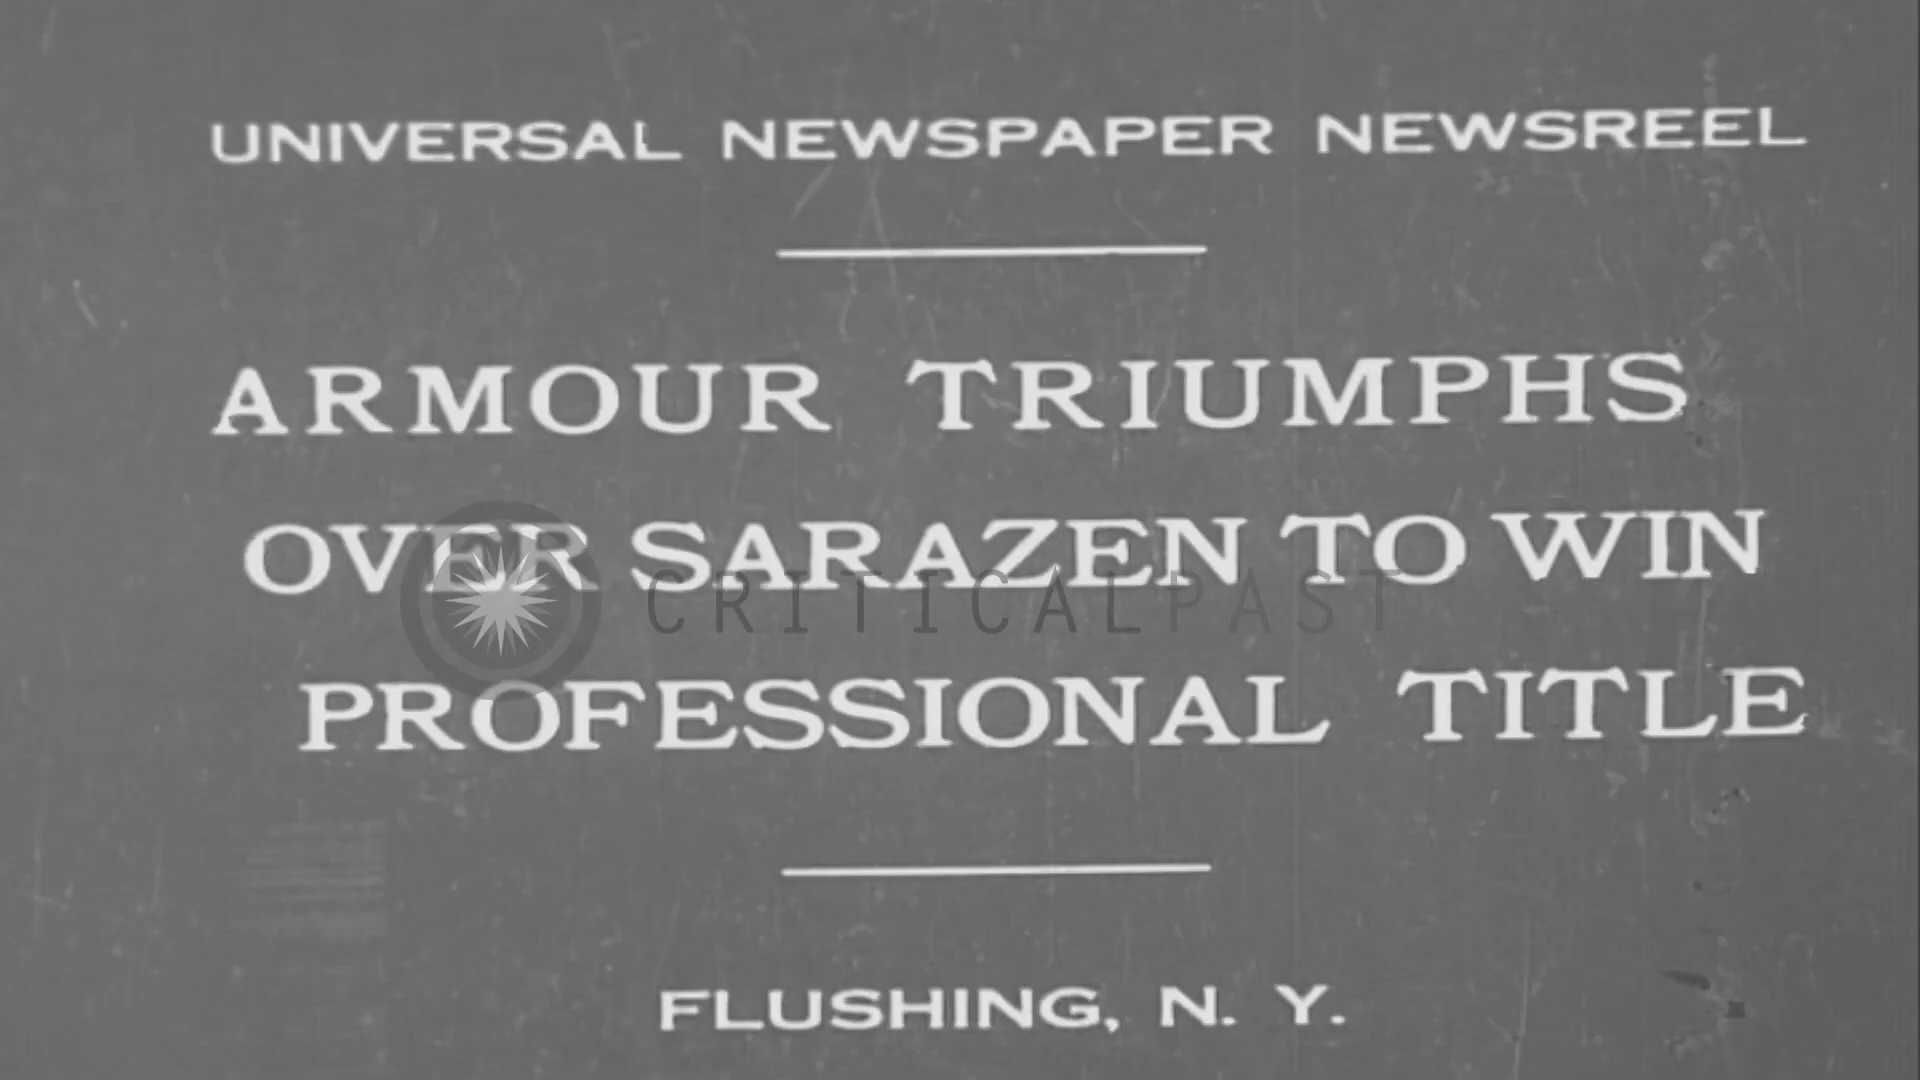 UNIVERSAL NEWSPAPER NEWSREEL
ARMOUR TRIUMPHS
OVER SARAZEN TO WIN
CRITICALPAST
PROFESSIONAL TITLE
FLUSHING, N. Y.